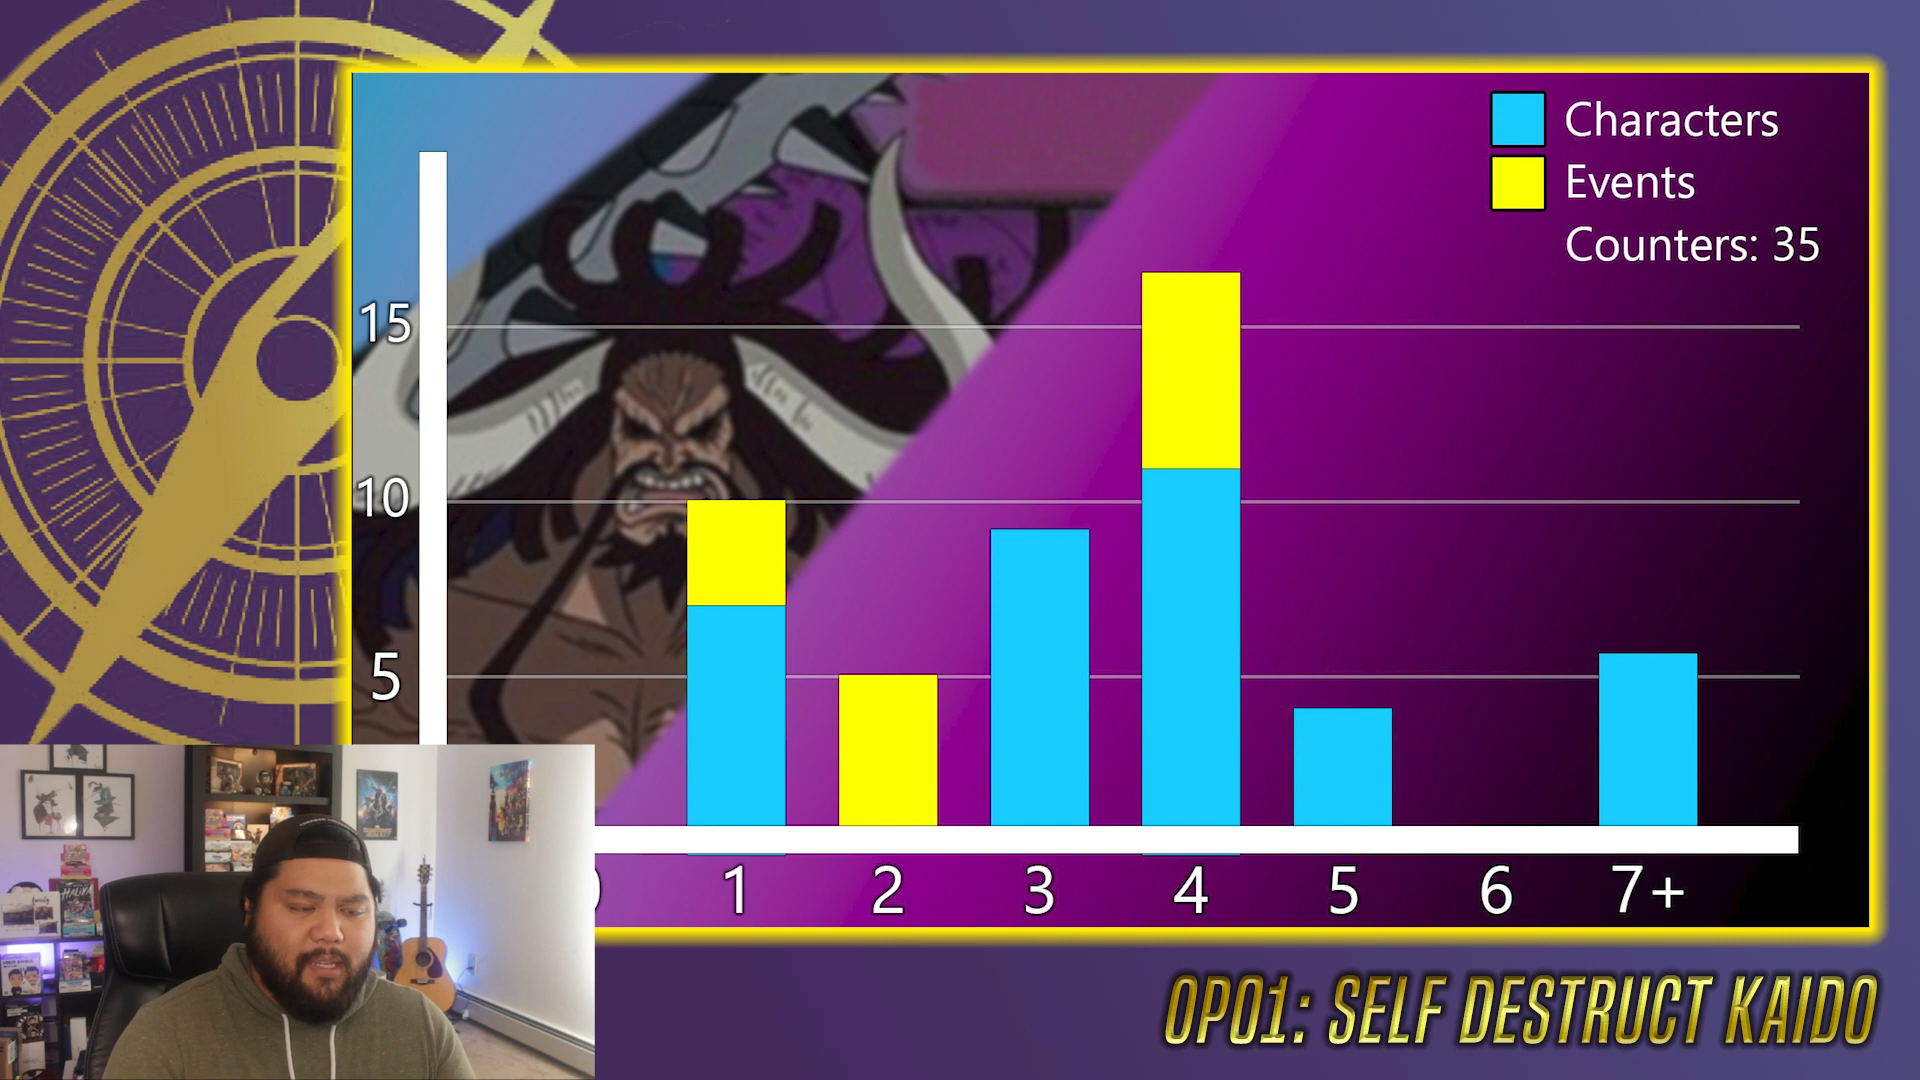 Characters
Events
Counters: 35
15
10
5
1
2
3
4
5
6
7+
OP01: SELF DESTRUCT KAIDO